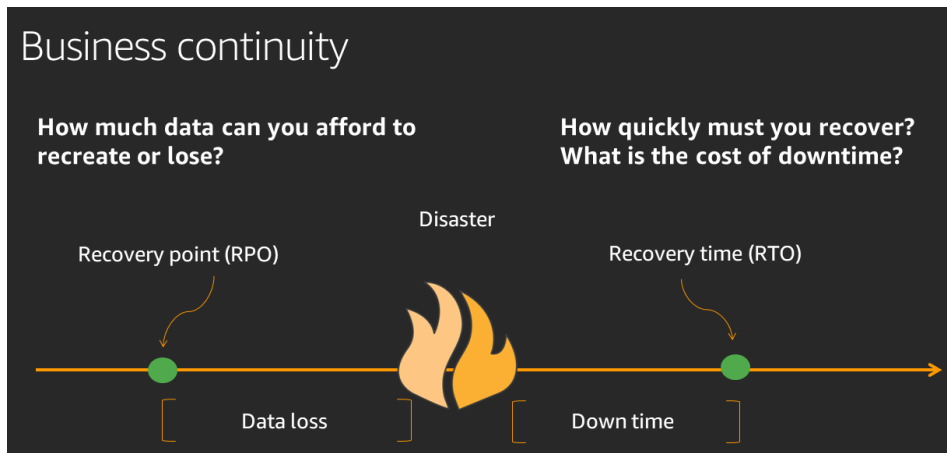 Business continuity
How much data can you afford to
recreate or lose?
How quickly must you recover?
What is the cost of downtime?
Disaster
Recovery point (RPO)
Recovery time (RTO)
Data loss
Down time